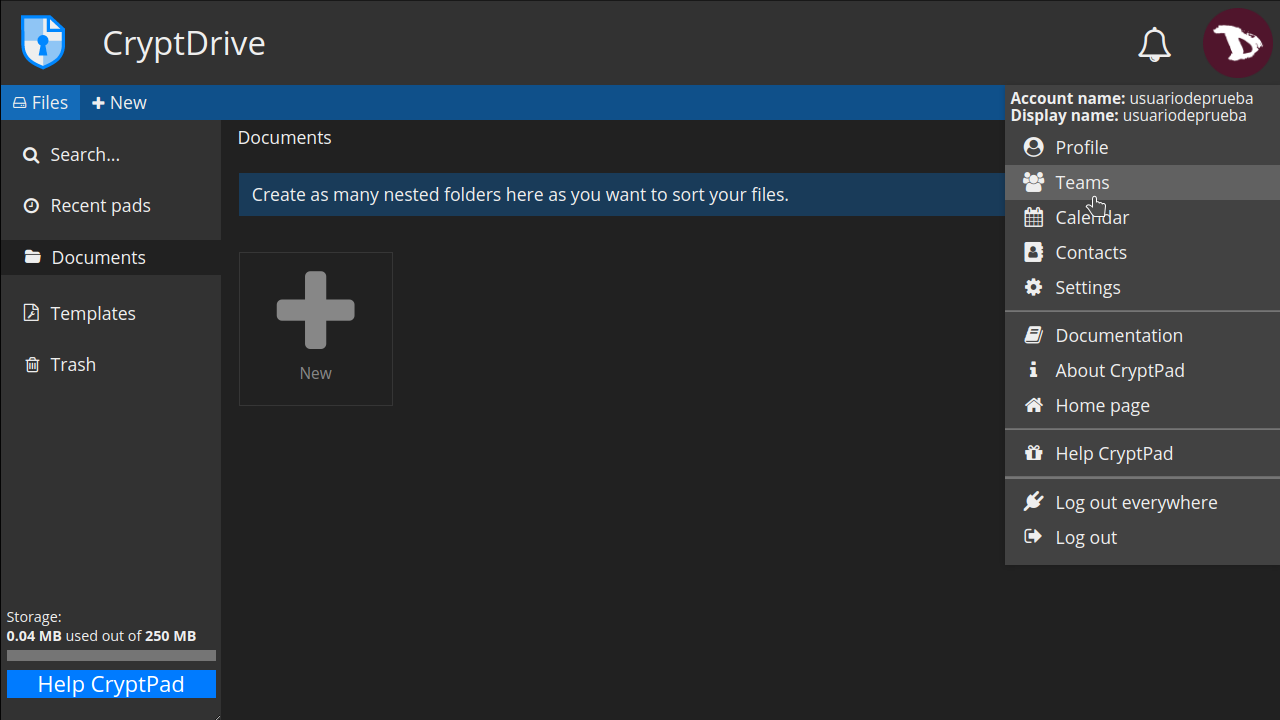 CryptDrive
Files
New
Account name: usuariodeprueba
Display name: usuariodeprueba
Search...
Recent pads
Documents
Templates
Trash
Documents
Create as many nested folders here as you want to sort your files.
New
Profile
Teams
Calendar
Contacts
Settings
Documentation
About CryptPad
Home page
Help CryptPad
Log out everywhere
Log out
Storage:
0.04 MB used out of 250 MB
Help CryptPad